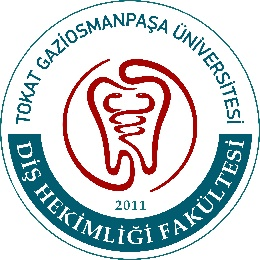 TOKAT GAZİOSMANPAŞA ÜNİVERSİTESİ
2011
DİŞ HEKİMLİĞİ FAKÜLTESİ